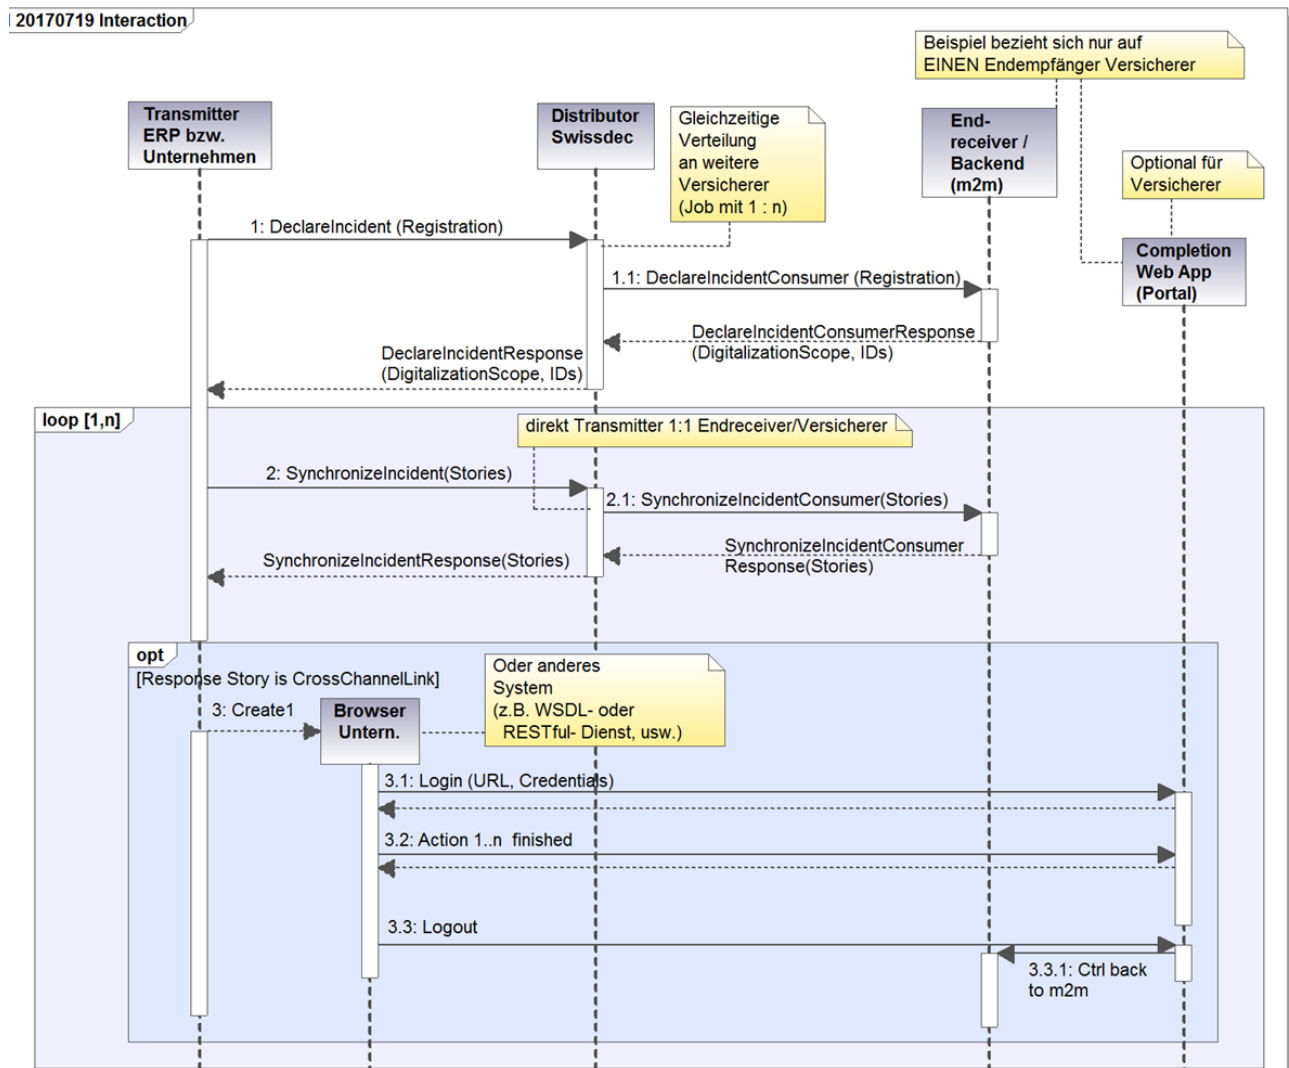 20170719 Interaction
Beispiel bezieht sich nur auf
EINEN Endempfänger Versicherer
Transmitter
ERP bzw.
Unternehmen
Distributor
Swissdec
Gleichzeitige
Verteilung
an weitere
Versicherer
(Job mit 1 : n)
End-
receiver /
Backend
(m2m)
Optional für
Versicherer
Completion
Web App
(Portal)
1: DeclareIncident (Registration)
1.1: DeclareIncidentConsumer (Registration)
DeclareIncidentConsumerResponse
(DigitalizationScope, IDs)
DeclareIncidentResponse
(DigitalizationScope, IDs)
loop [1,n]
direkt Transmitter 1:1 Endreceiver/Versicherer
2: SynchronizeIncident(Stories)
2.1: SynchronizeIncidentConsumer(Stories)
SynchronizeIncidentConsumer
Response(Stories)
SynchronizeIncidentResponse(Stories)
opt
[Response Story is CrossChannelLink]
Oder anderes
System
(z.B. WSDL- oder
RESTful- Dienst, usw.)
3: Create1
Browser
Untern.
3.1: Login (URL, Credentials)
3.2: Action 1..n  finished
3.3: Logout
3.3.1: Ctrl back
to m2m